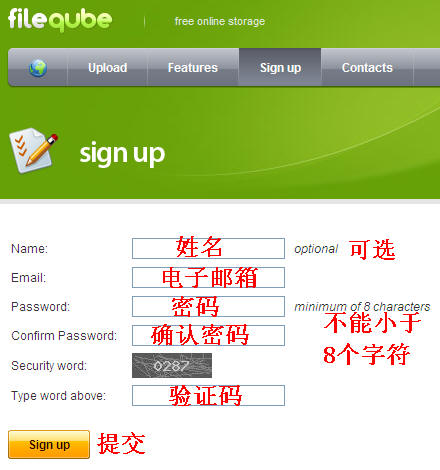 fileqube free online storage
Upload Features Sign up Contacts
sign up
Name: 姓名 optional 可选
Email: 电子邮箱
Password: 密码 minimum of 8 characters
不能小于
Confirm Password: 确认密码
8个字符
Security word: 0287
Type word above: 验证码
Sign up 提交